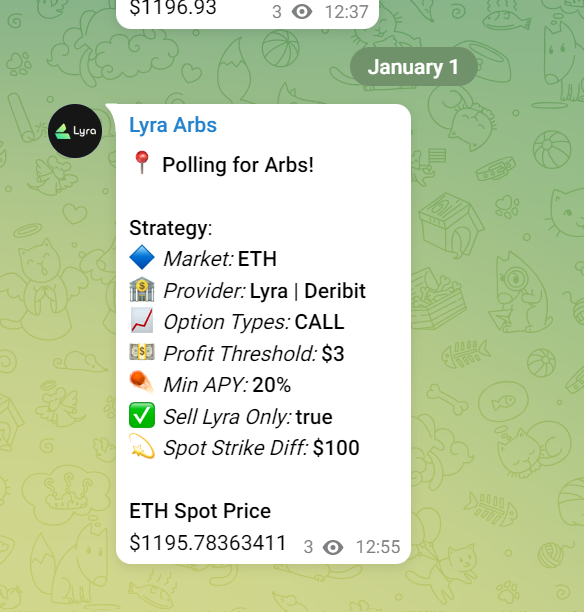 $1196.93 3 12:37
January 1
Lyra
Lyra Arbs
📍 Polling for Arbs!
Strategy:
🔷 Market: ETH
🏦 Provider: Lyra | Deribit
📈 Option Types: CALL
💵 Profit Threshold: $3
☄️ Min APY: 20%
✅ Sell Lyra Only: true
💫 Spot Strike Diff: $100
ETH Spot Price
$1195.78363411 3 12:55